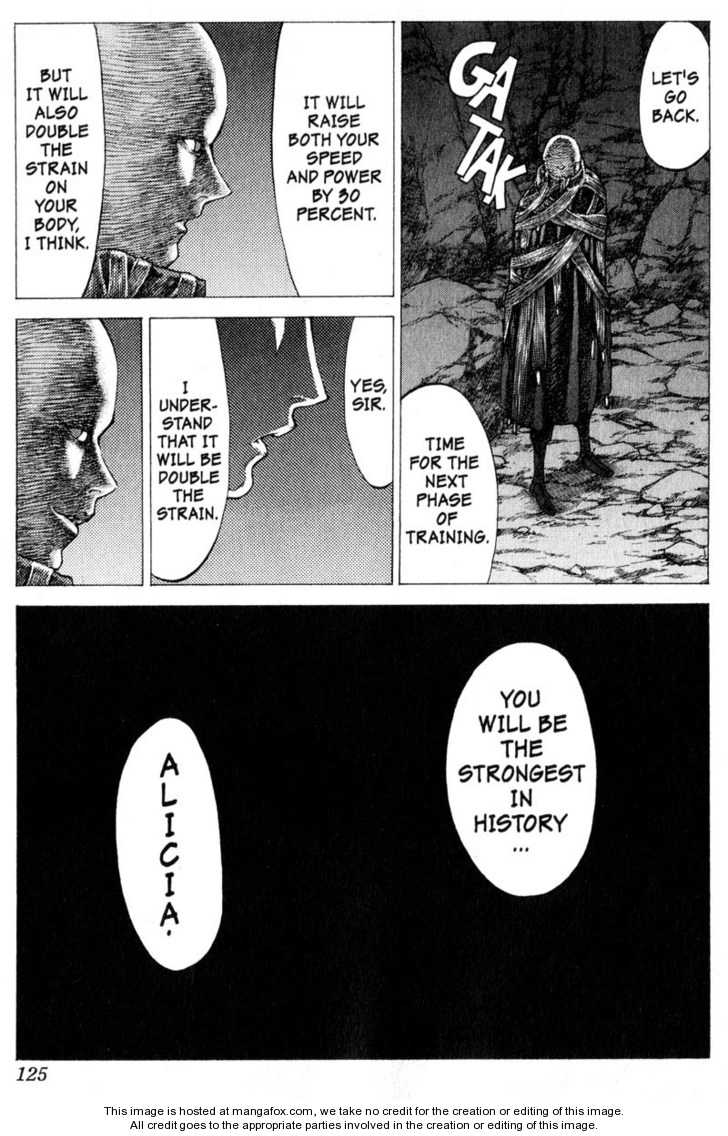 LET'S
GO
BACK.
GA
TAK
TIME
FOR THE
NEXT
PHASE
OF
TRAINING.
IT WILL
RAISE
BOTH YOUR
SPEED
AND POWER
BY 30
PERCENT.
BUT
IT WILL
ALSO
DOUBLE
THE
STRAIN
ON
YOUR
BODY,
I THINK.
YES,
SIR.
I
UNDER-
STAND
THAT IT
WILL BE
DOUBLE
THE
STRAIN.
YOU
WILL BE
THE
STRONGEST
IN
HISTORY
...
ALICIA.
125
This image is hosted at mangafox.com, we take no credit for the creation or editing of this image.
All credit goes to the appropriate parties involved in the creation or editing of this image.